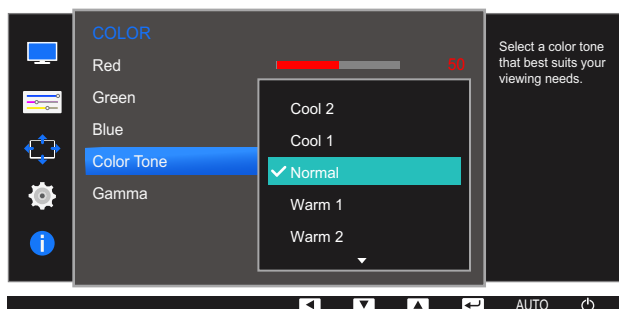 COLOR
Red 50
Green
Blue
Color Tone
Gamma
Cool 2
Cool 1
Normal
Warm 1
Warm 2
Select a color tone
that best suits your
viewing needs.
AUTO